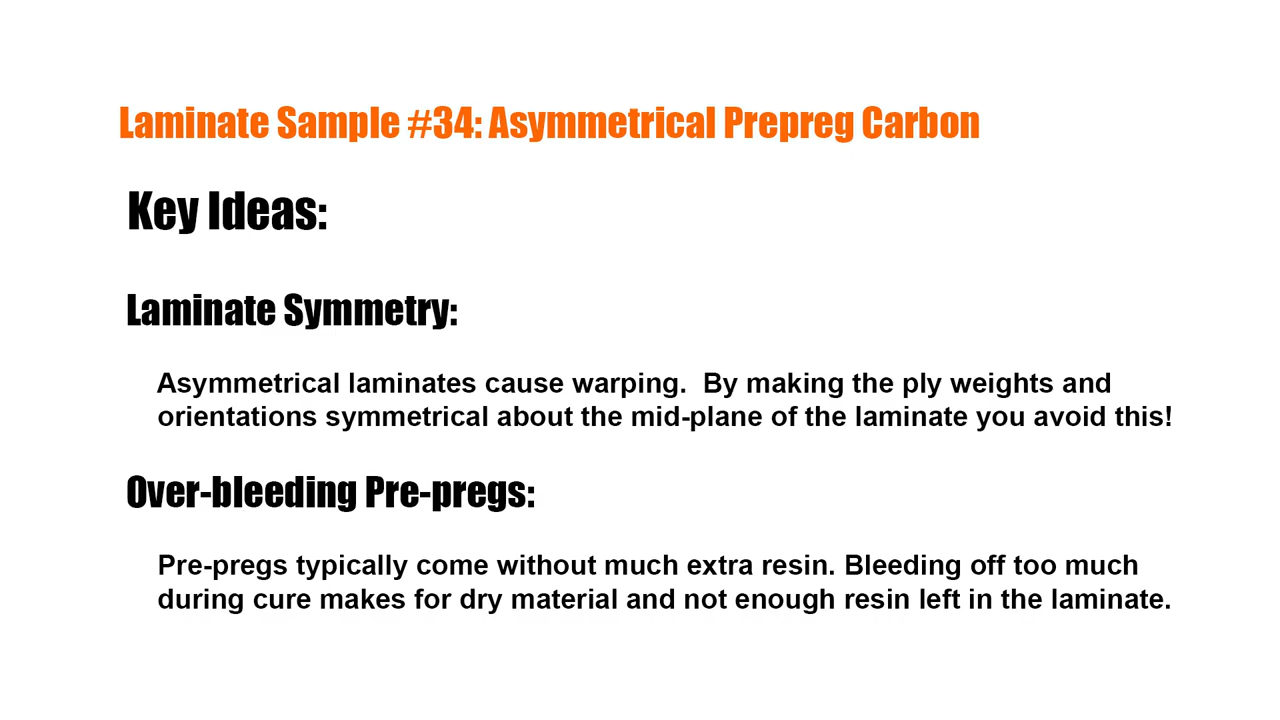 Laminate Sample #34: Asymmetrical Prepreg Carbon
Key Ideas:
Laminate Symmetry:
Asymmetrical laminates cause warping.  By making the ply weights and
orientations symmetrical about the mid-plane of the laminate you avoid this!
Over-bleeding Pre-pregs:
Pre-pregs typically come without much extra resin. Bleeding off too much
during cure makes for dry material and not enough resin left in the laminate.